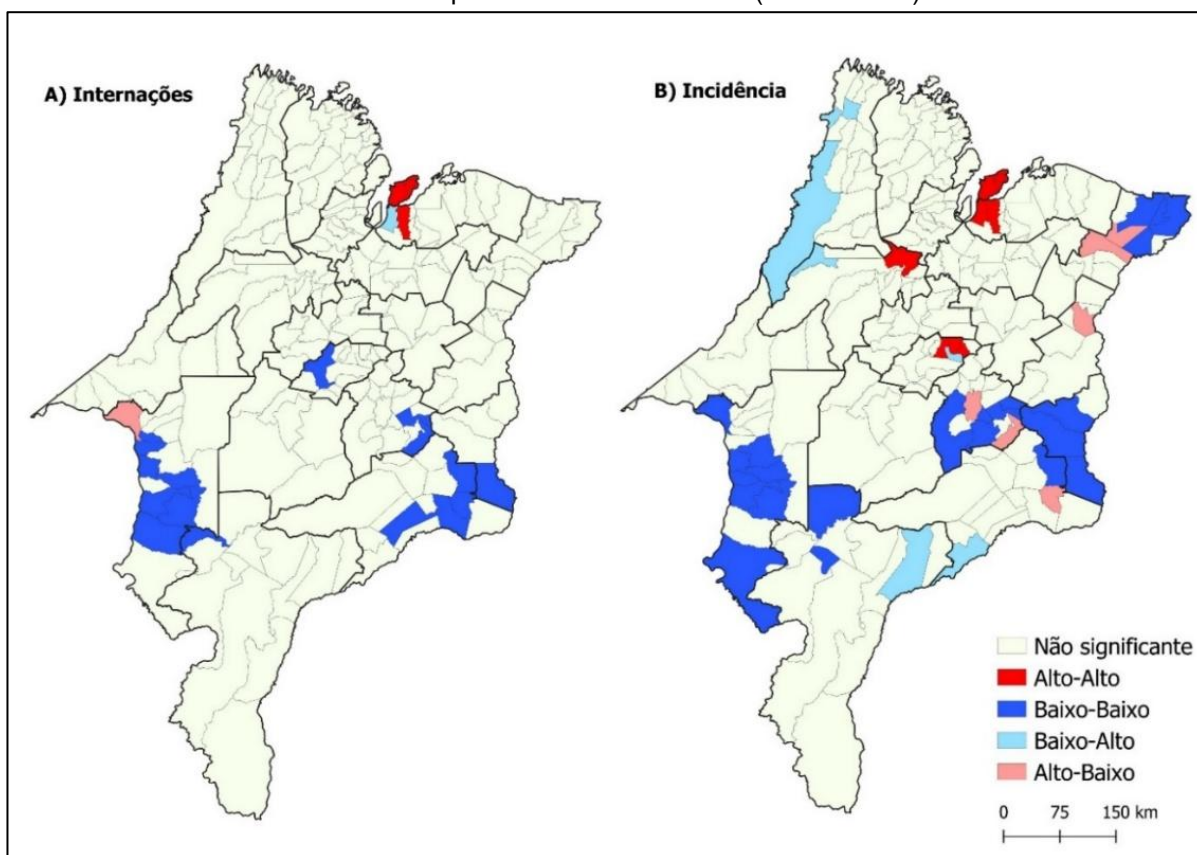 A) Internações
B) Incidência
Não significante
Alto-Alto
Baixo-Baixo
Baixo-Alto
Alto-Baixo
0 75 150 km